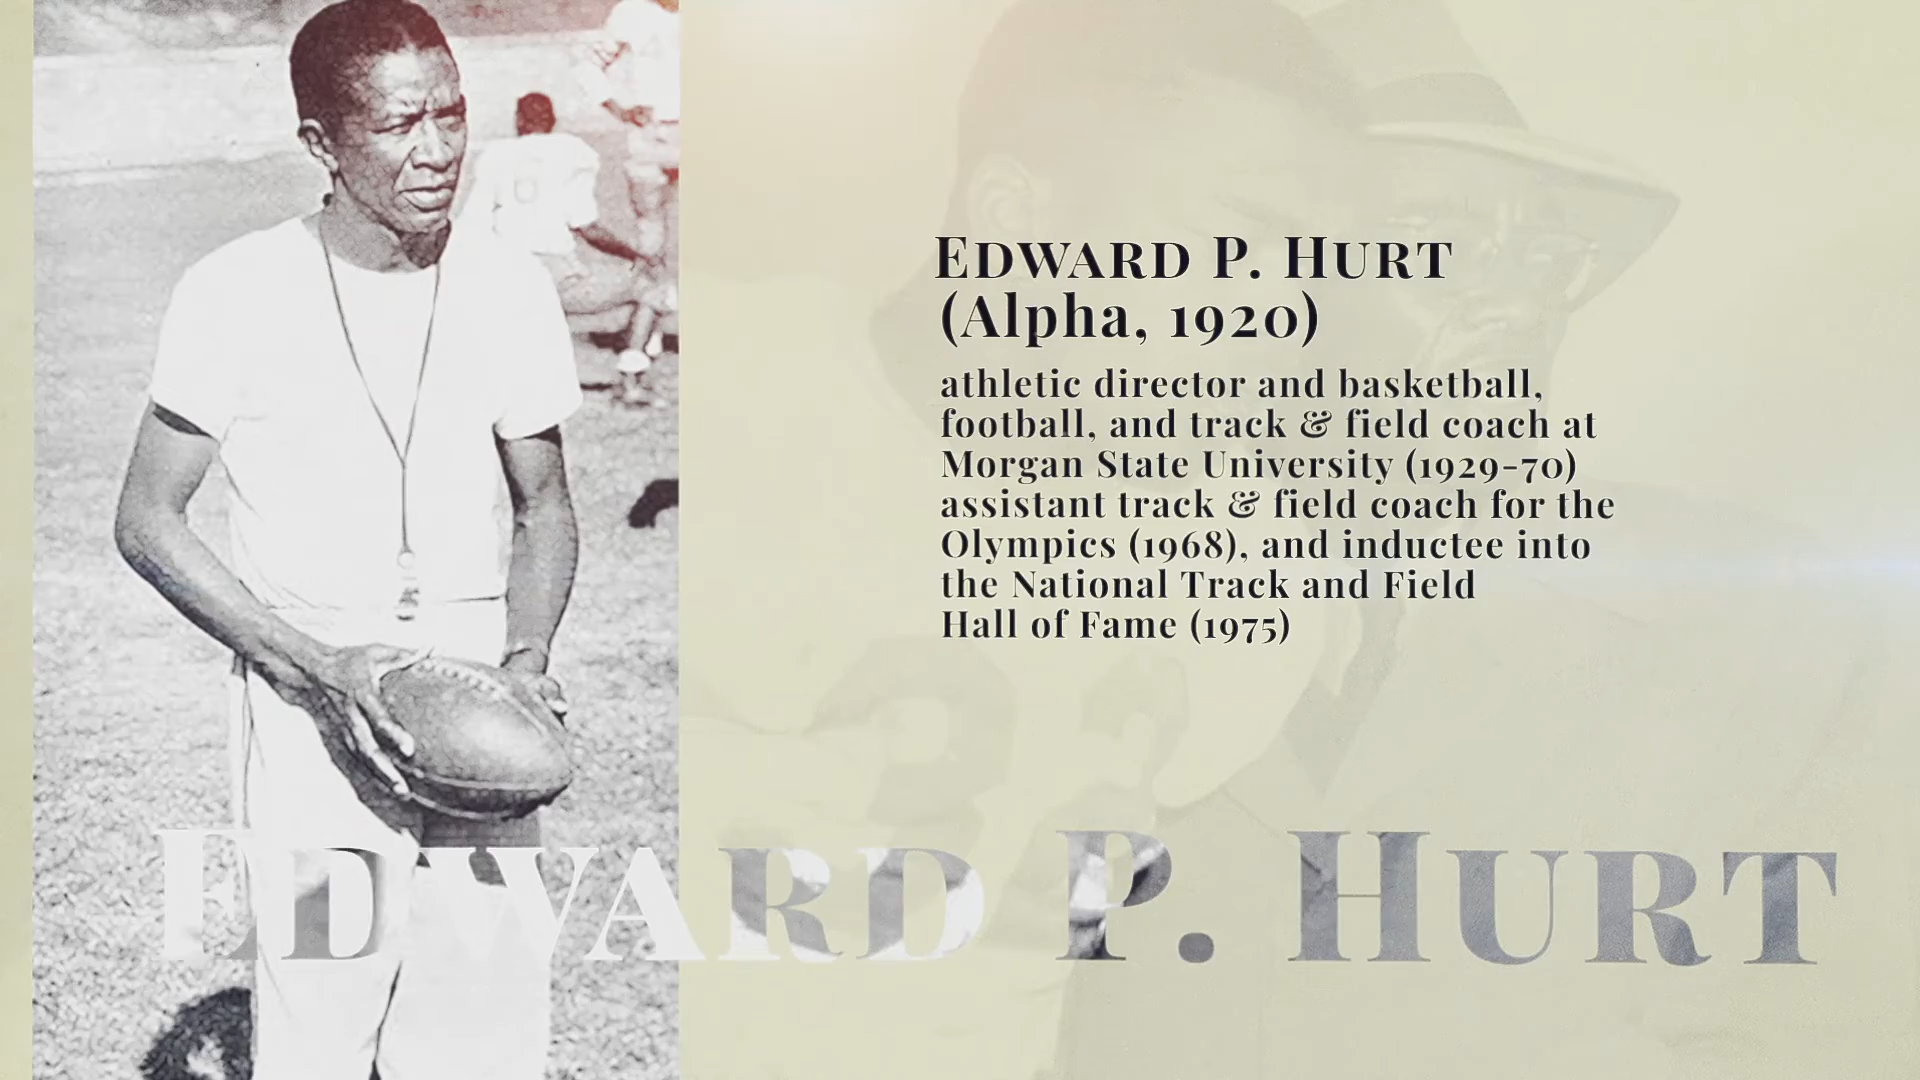 Edward P. Hurt
(Alpha, 1920)
athletic director and basketball,
football, and track & field coach at
Morgan State University (1929-70)
assistant track & field coach for the
Olympics (1968), and inductee into
the National Track and Field
Hall of Fame (1975)
Edward P. Hurt